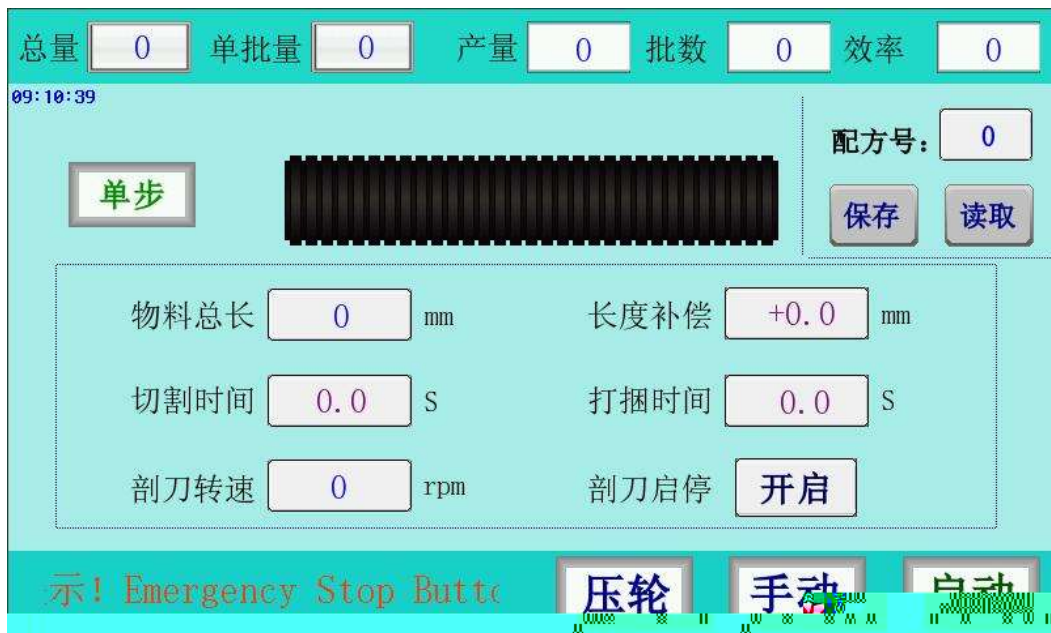 总量 0 单批量 0 产量 0 批数 0 效率 0
09:10:39
配方号: 0
单步
保存 读取
物料总长 0 mm 长度补偿 +0.0 mm
切割时间 0.0 S 打捆时间 0.0 S
剖刀转速 0 rpm 剖刀启停 开启
示! Emergency Stop Butto 压轮 手动